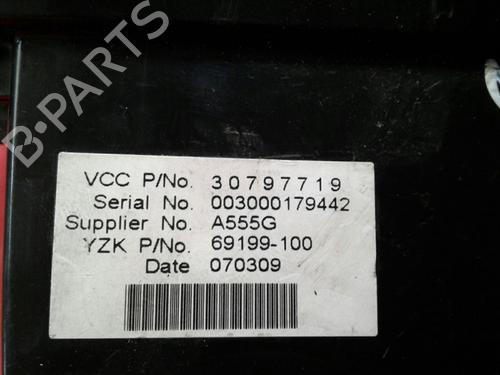 B-PARTS
VCC P/No. 30797719
Serial No. 003000179442
Supplier No. A555G
YZK P/No. 69199-100
Date 070309